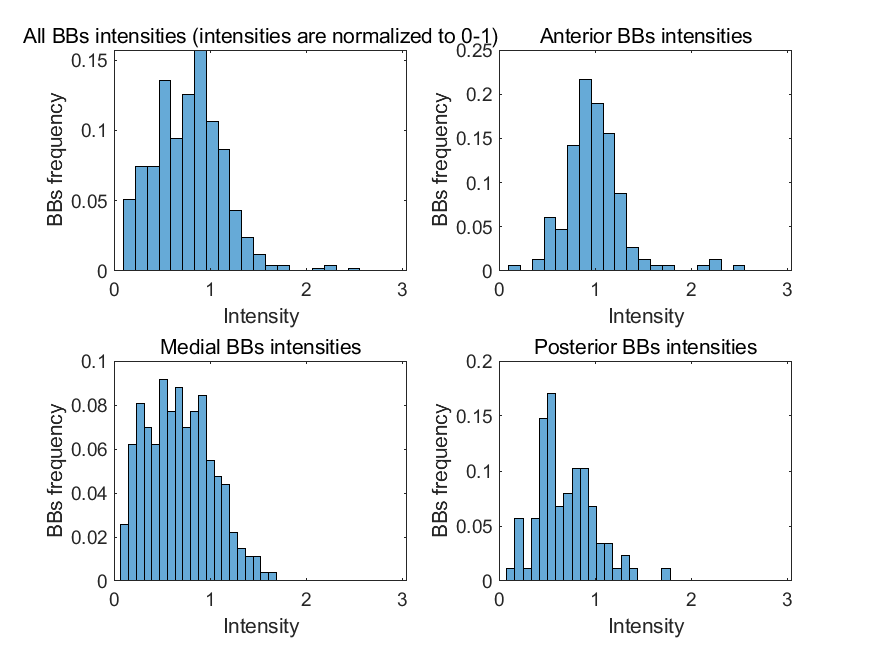 All BBs intensities (intensities are normalized to 0-1)
0.15
0.1
0.05
0
BBs frequency
0 1 2 3
Intensity
Anterior BBs intensities
0.25
0.2
0.15
0.1
0.05
0
BBs frequency
0 1 2 3
Intensity
Medial BBs intensities
0.1
0.08
0.06
0.04
0.02
0
BBs frequency
0 1 2 3
Intensity
Posterior BBs intensities
0.2
0.15
0.1
0.05
0
BBs frequency
0 1 2 3
Intensity